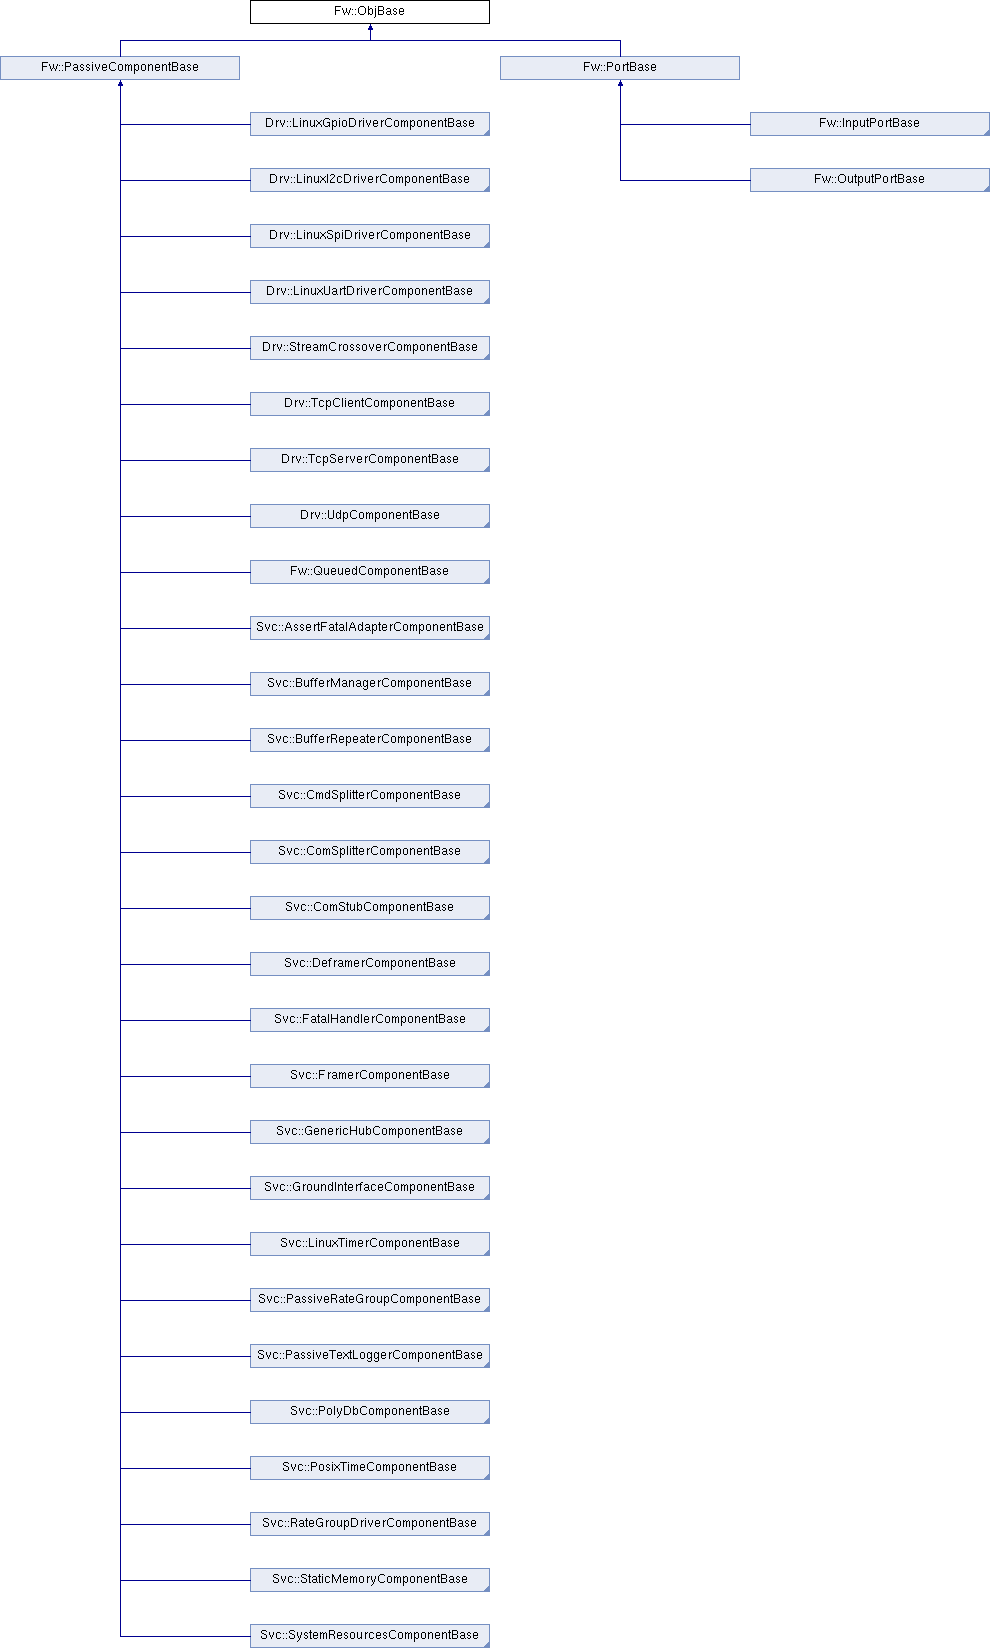 Fw::ObjBase
Fw::PassiveComponentBase
Fw::PortBase
Drv::LinuxGpioDriverComponentBase
Fw::InputPortBase
Drv::LinuxI2cDriverComponentBase
Fw::OutputPortBase
Drv::LinuxSpiDriverComponentBase
Drv::LinuxUartDriverComponentBase
Drv::StreamCrossoverComponentBase
Drv::TcpClientComponentBase
Drv::TcpServerComponentBase
Drv::UdpComponentBase
Fw::QueuedComponentBase
Svc::AssertFatalAdapterComponentBase
Svc::BufferManagerComponentBase
Svc::BufferRepeaterComponentBase
Svc::CmdSplitterComponentBase
Svc::ComSplitterComponentBase
Svc::ComStubComponentBase
Svc::DeframerComponentBase
Svc::FatalHandlerComponentBase
Svc::FramerComponentBase
Svc::GenericHubComponentBase
Svc::GroundInterfaceComponentBase
Svc::LinuxTimerComponentBase
Svc::PassiveRateGroupComponentBase
Svc::PassiveTextLoggerComponentBase
Svc::PolyDbComponentBase
Svc::PosixTimeComponentBase
Svc::RateGroupDriverComponentBase
Svc::StaticMemoryComponentBase
Svc::SystemResourcesComponentBase